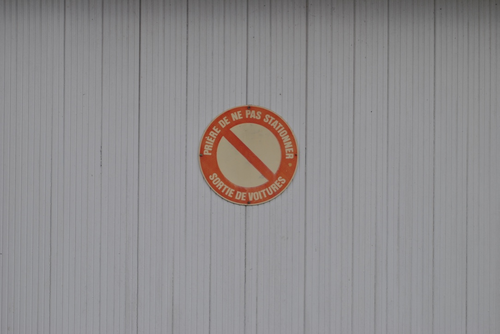 PRIÈRE DE NE PAS STATIONNER
SORTIE DE VOITURES